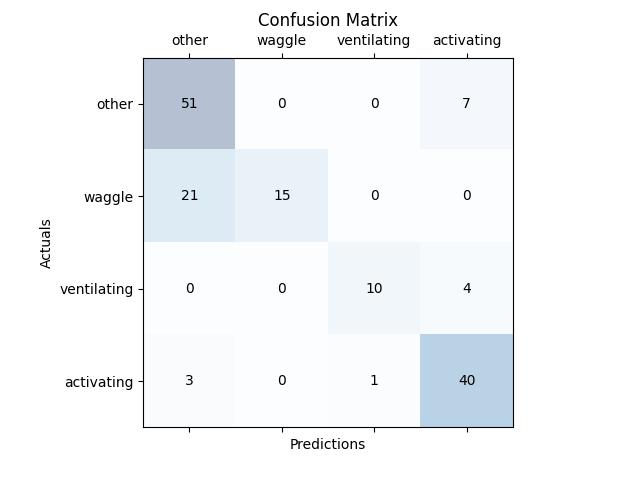 Confusion Matrix
other waggle ventilating activating
other 51 0 0 7
waggle 21 15 0 0
ventilating 0 0 10 4
activating 3 0 1 40
Actuals
Predictions